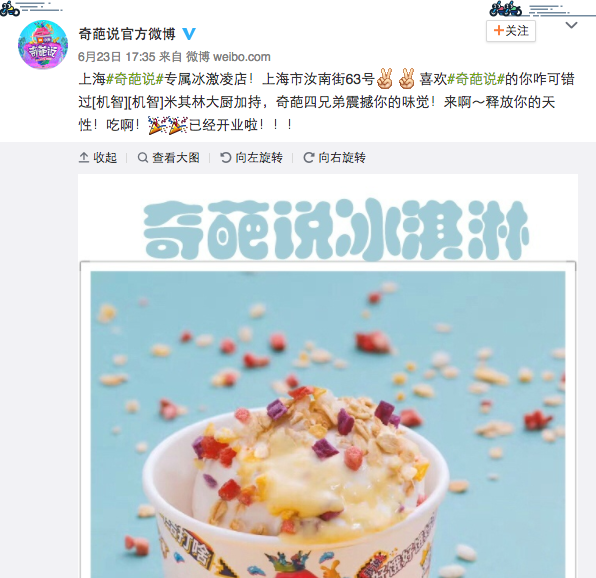 奇葩说官方微博
+关注
6月23日 17:35 来自 微博 weibo.com
上海#奇葩说#专属冰激凌店！上海市汝南街63号✌✌喜欢#奇葩说#的你咋可错
过[机智][机智]米其林大厨加持，奇葩四兄弟震撼你的味觉！来啊～释放你的天
性！吃啊！🎉🎉已经开业啦！！！
收起 查看大图 向左旋转 向右旋转
奇葩说冰淇淋